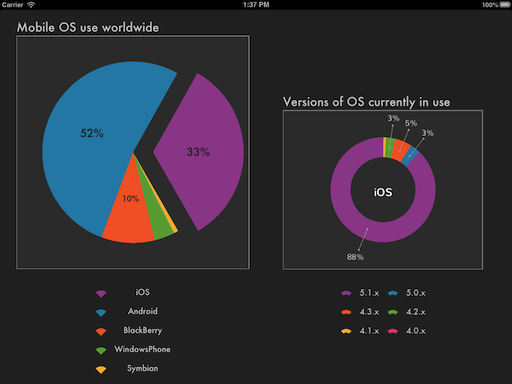 Carrier 1:37 PM 100%
Mobile OS use worldwide
52%
33%
10%
iOS
Android
BlackBerry
WindowsPhone
Symbian
Versions of OS currently in use
3%
5%
3%
iOS
88%
5.1.x 5.0.x
4.3.x 4.2.x
4.1.x 4.0.x